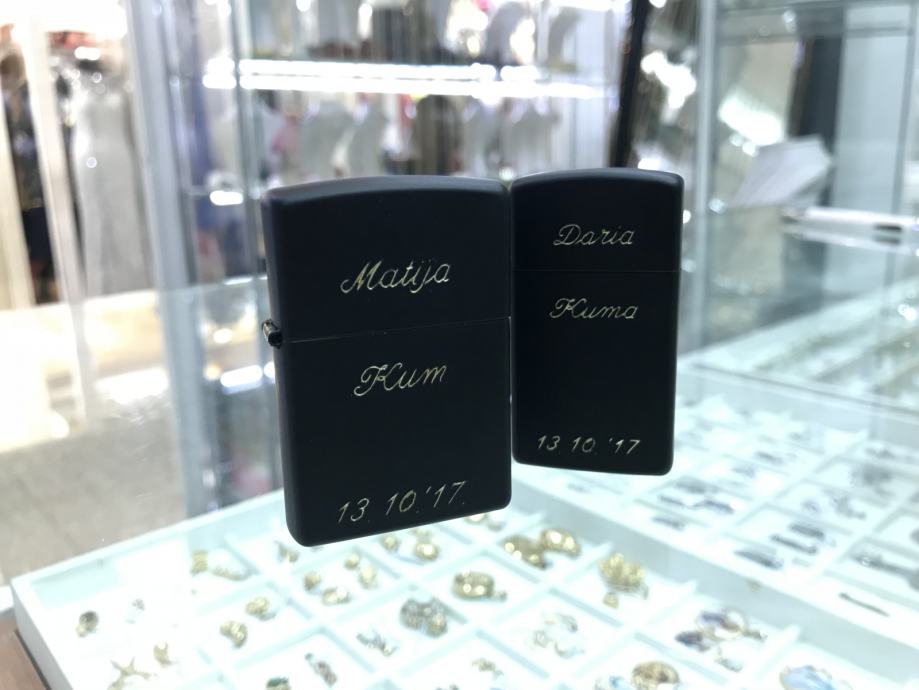 Matija
Kum
13. 10.'17.
Daria
Kuma
13. 10. '17